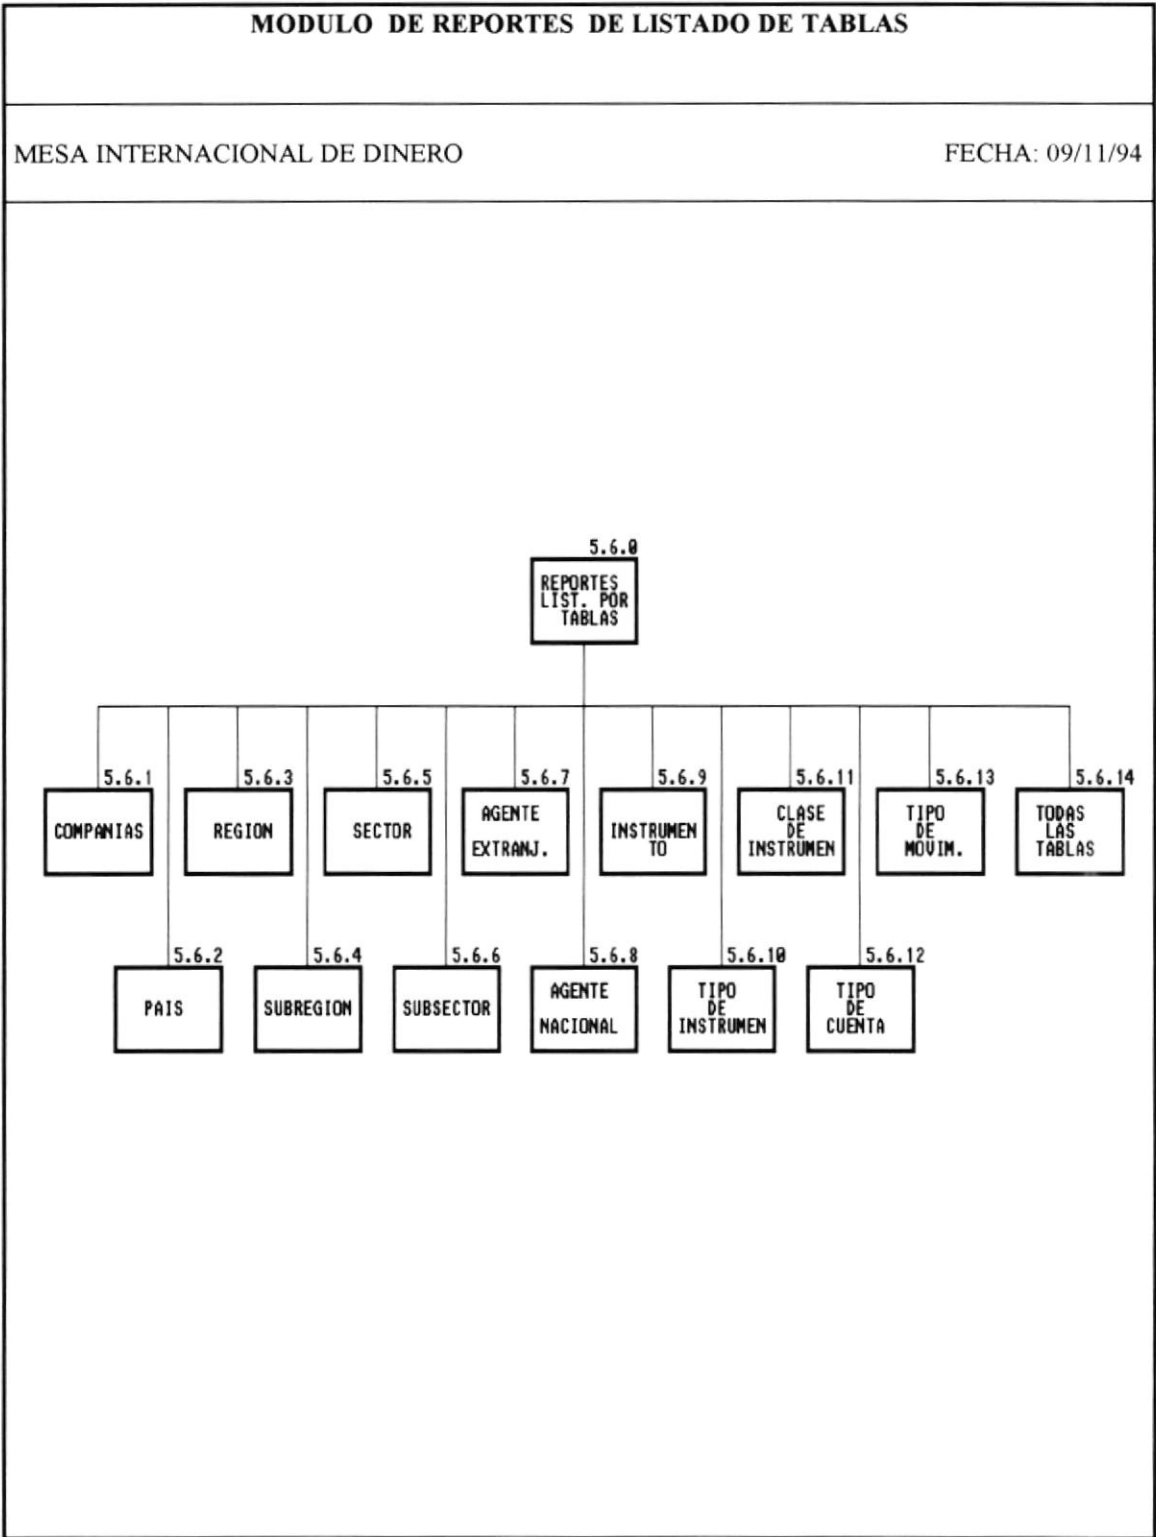 MODULO DE REPORTES DE LISTADO DE TABLAS
MESA INTERNACIONAL DE DINERO
FECHA: 09/11/94
5.6.0
REPORTES
LIST. POR
TABLAS
5.6.1
COMPANIAS
5.6.3
REGION
5.6.5
SECTOR
5.6.7
AGENTE
EXTRANJ.
5.6.9
INSTRUMEN
TO
5.6.11
CLASE
DE
INSTRUMEN
5.6.13
TIPO
DE
MOVIM.
5.6.14
TODAS
LAS
TABLAS
5.6.2
PAIS
5.6.4
SUBREGION
5.6.6
SUBSECTOR
5.6.8
AGENTE
NACIONAL
5.6.10
TIPO
DE
INSTRUMEN
5.6.12
TIPO
DE
CUENTA